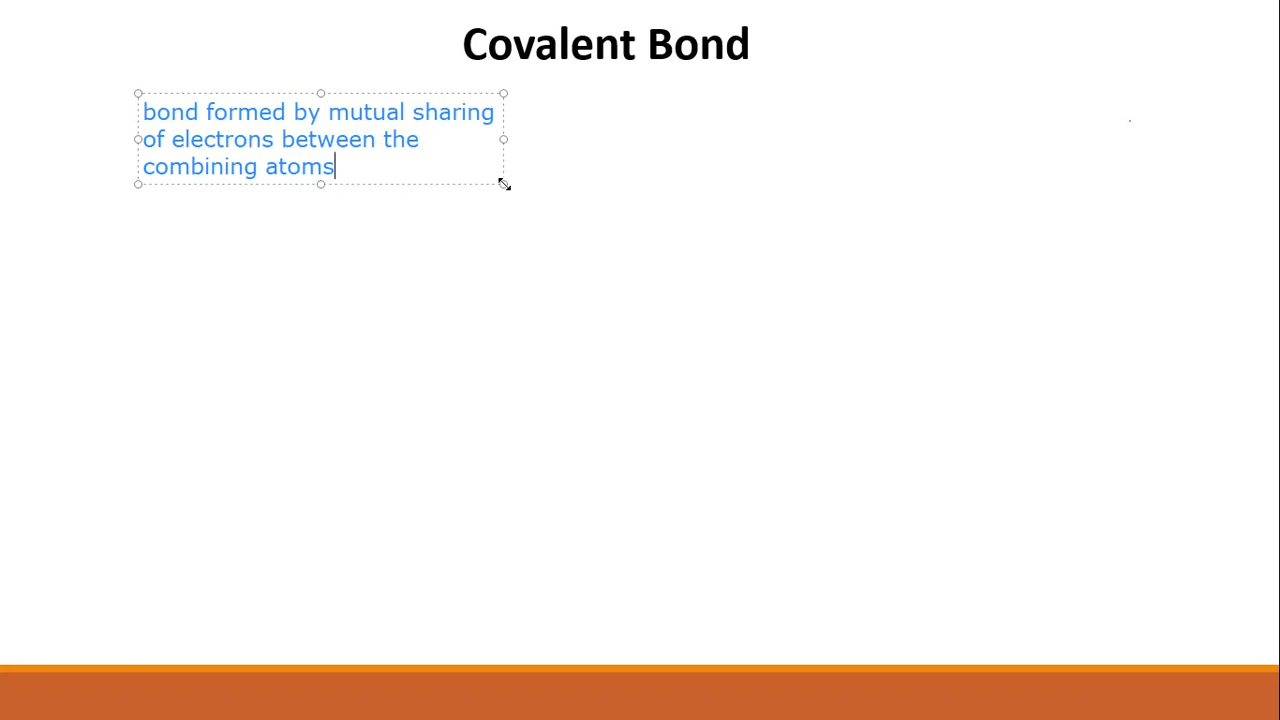 Covalent Bond
bond formed by mutual sharing
of electrons between the
combining atoms